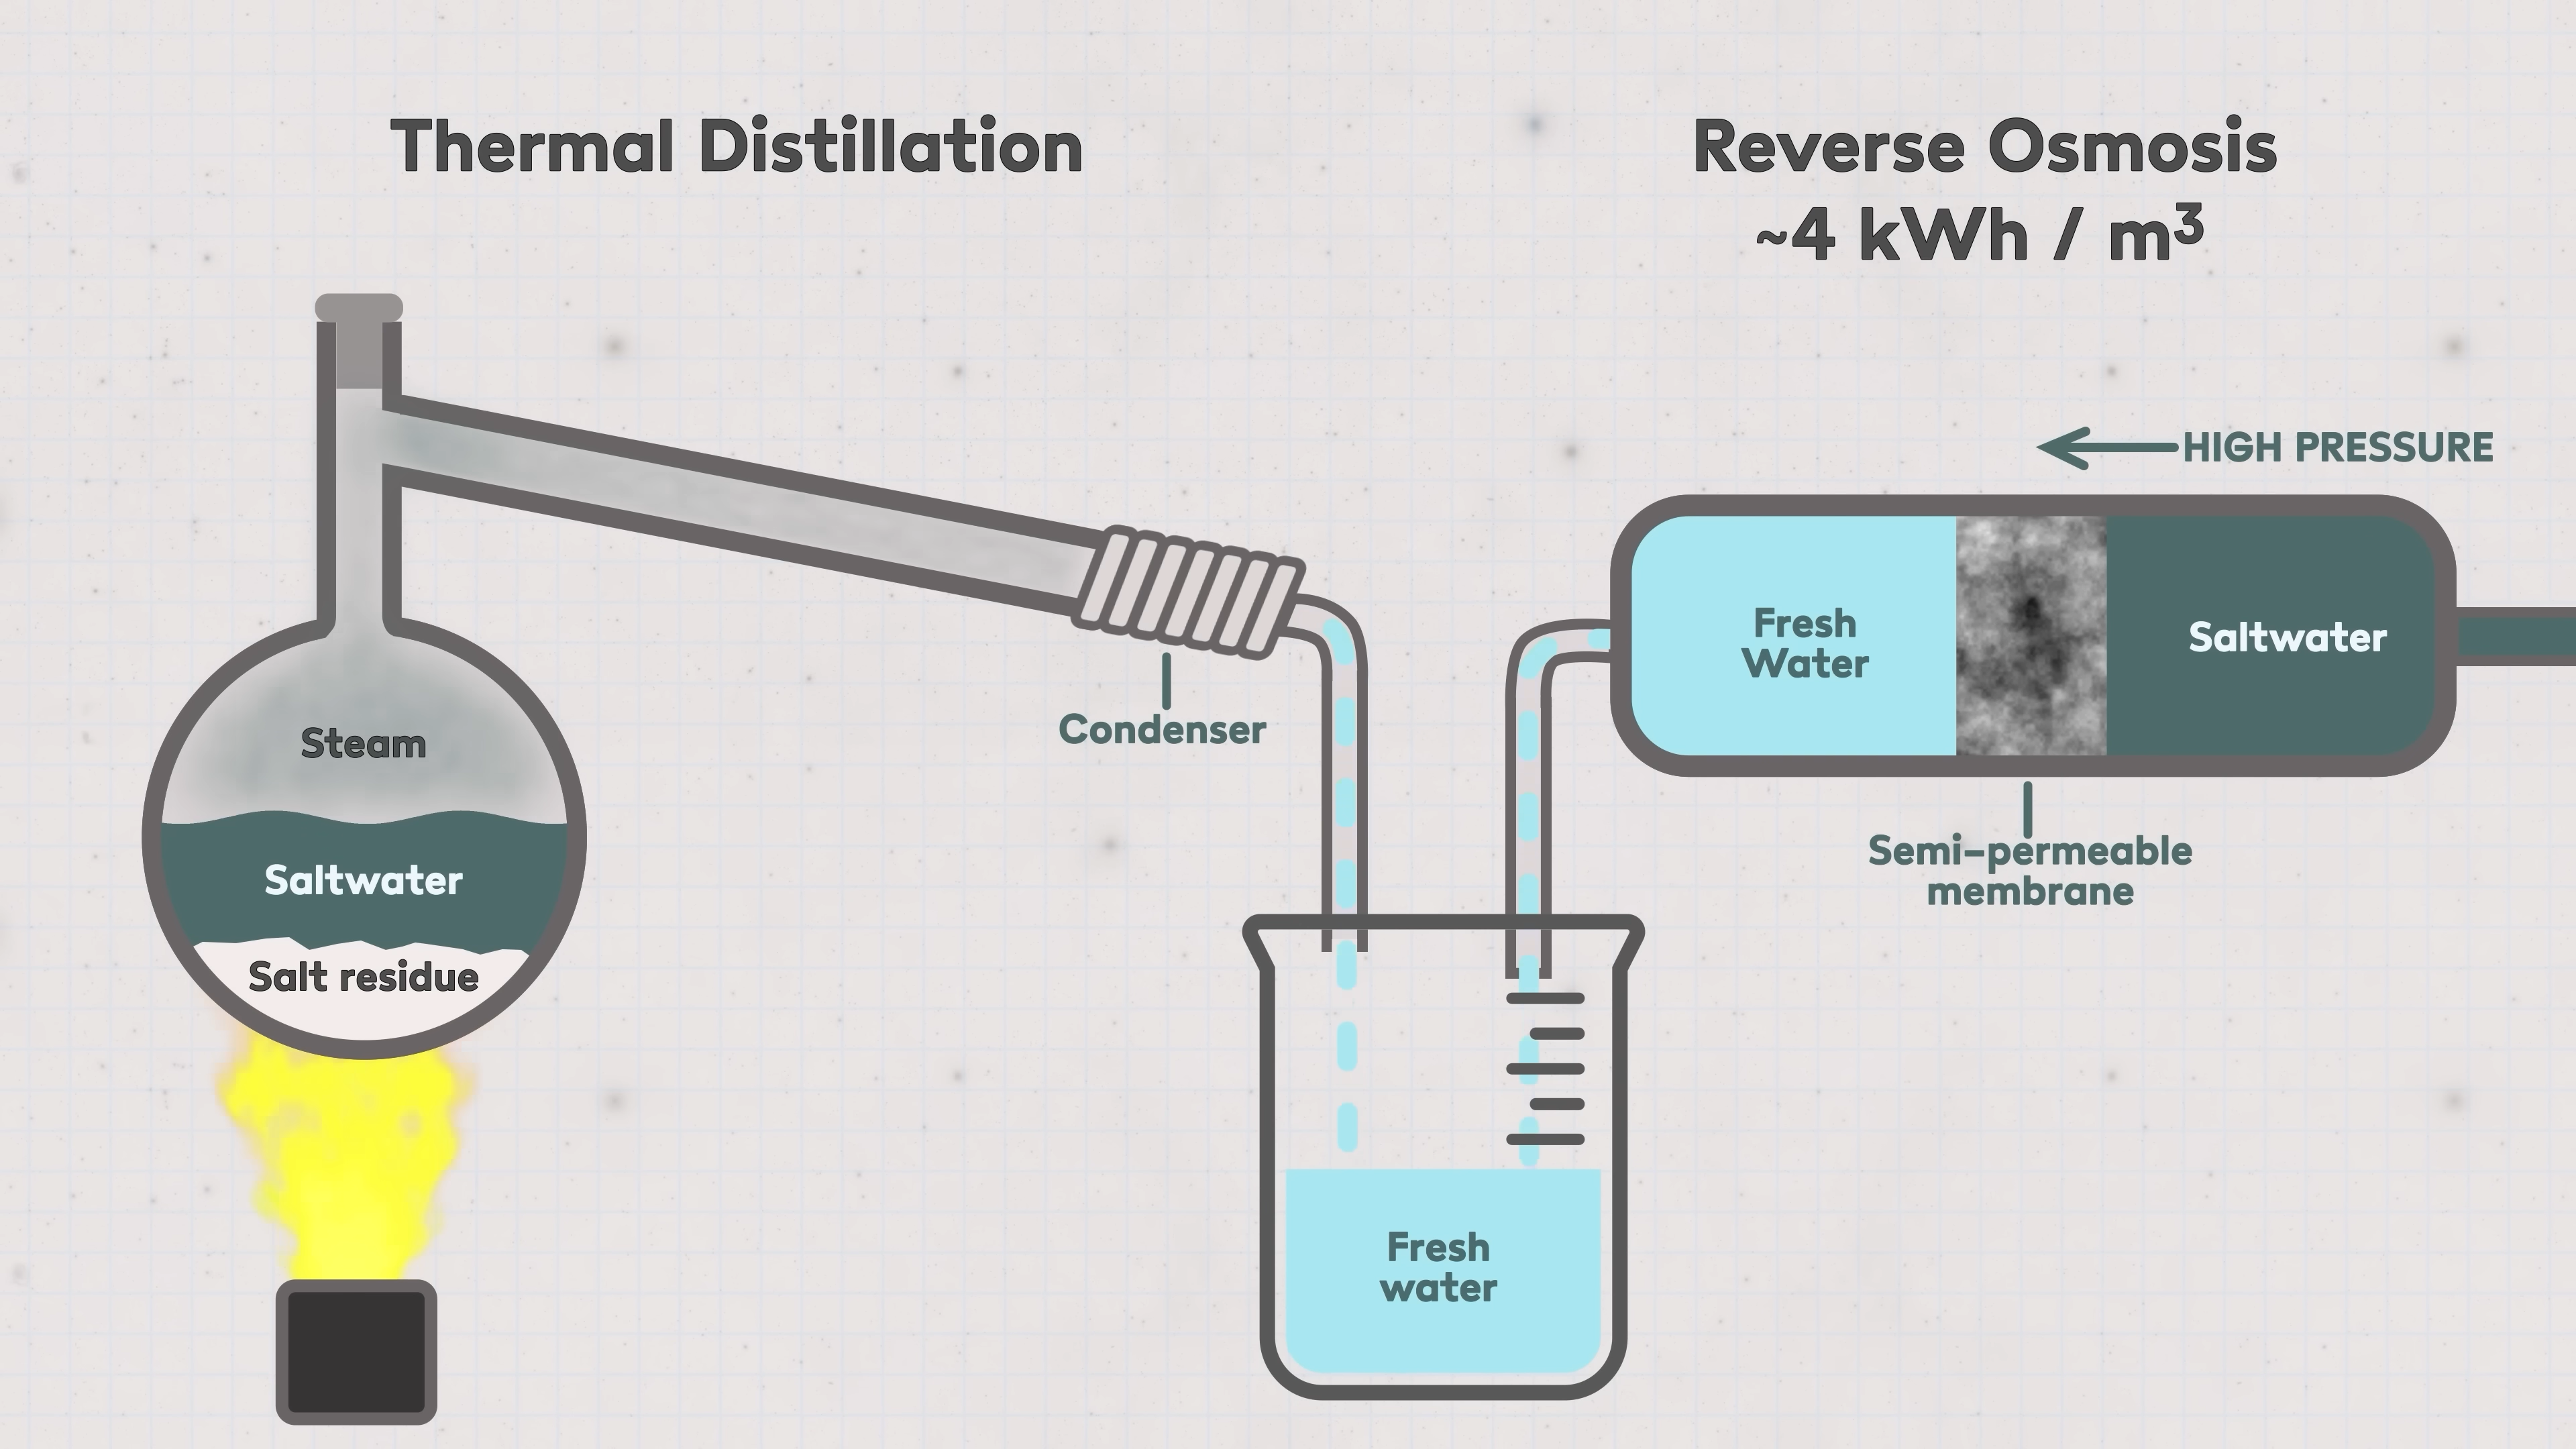 Thermal Distillation
Reverse Osmosis
~4 kWh / m³
HIGH PRESSURE
Fresh
Water
Saltwater
Condenser
Steam
Semi-permeable
membrane
Saltwater
Salt residue
Fresh
water